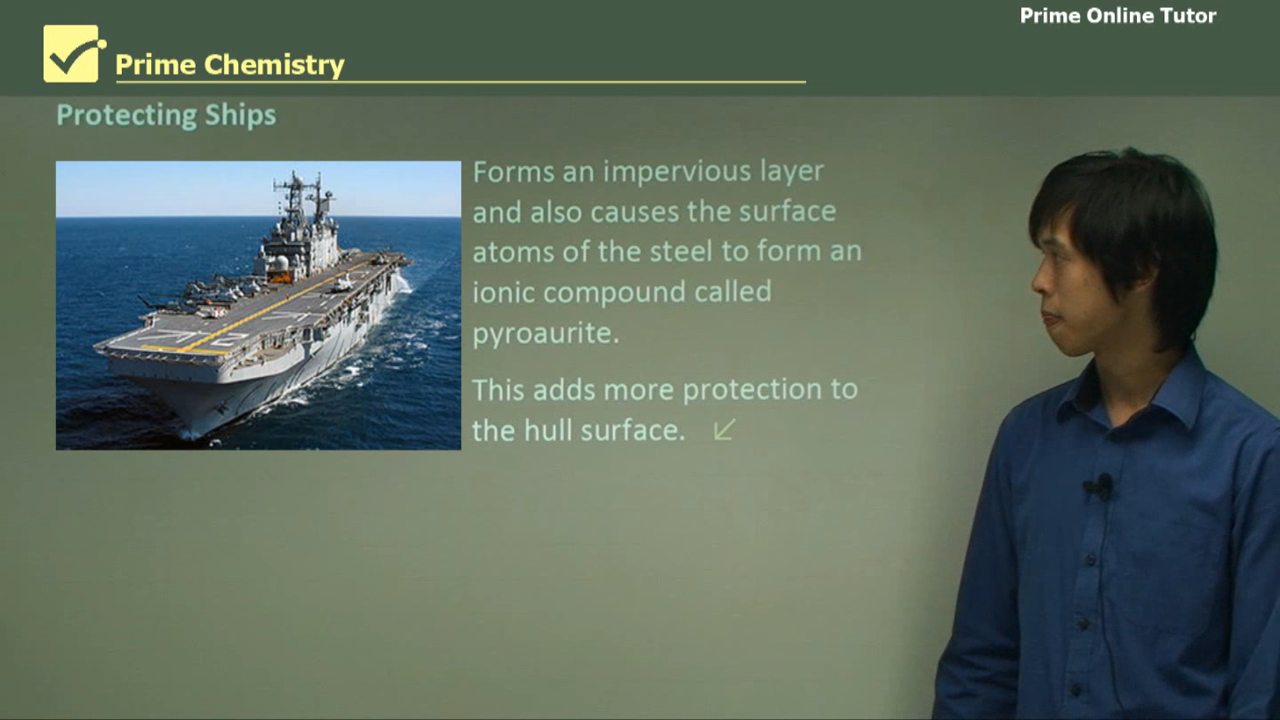 Prime Online Tutor
Prime Chemistry
Protecting Ships
Forms an impervious layer
and also causes the surface
atoms of the steel to form an
ionic compound called
pyroaurite.
This adds more protection to
the hull surface.
2